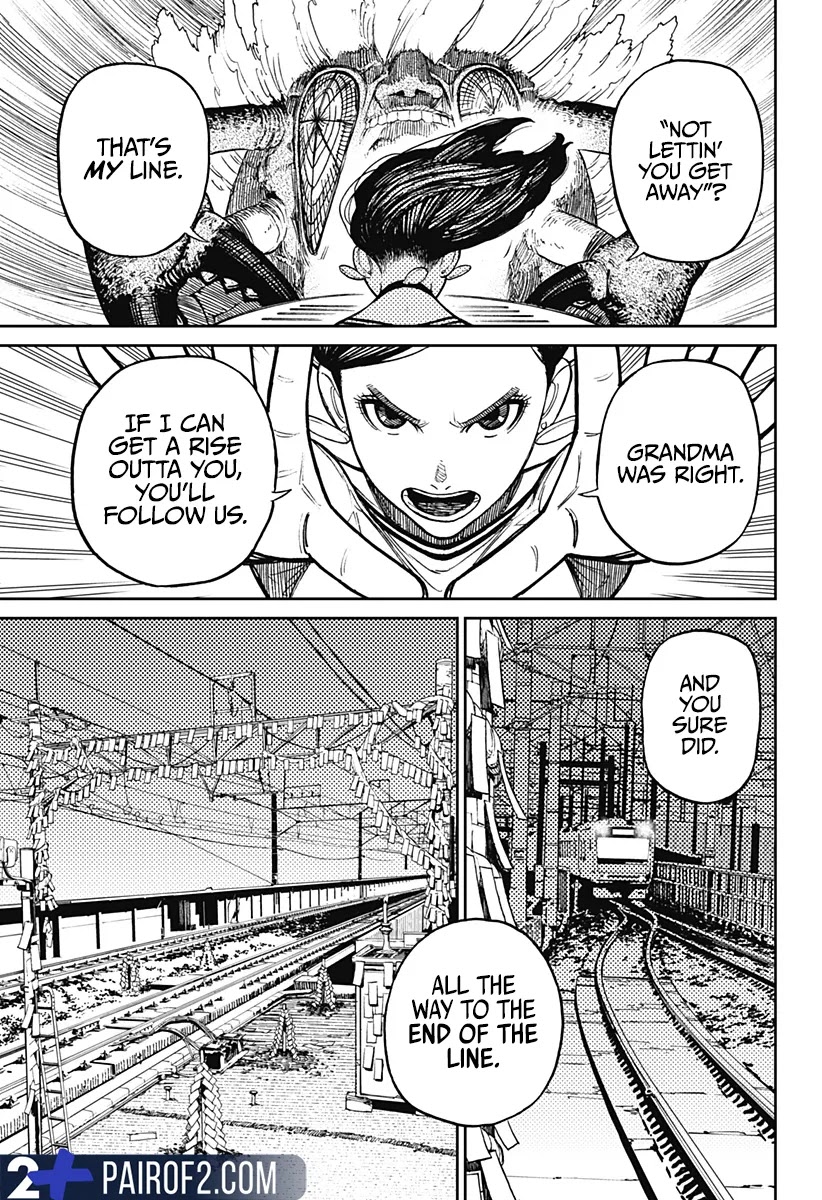 "NOT
LETTIN'
YOU GET
AWAY"?
THAT'S
MY LINE.
GRANDMA
WAS RIGHT.
IF I CAN
GET A RISE
OUTTA YOU,
YOU'LL
FOLLOW US.
AND
YOU
SURE
DID.
ALL THE
WAY TO THE
END OF THE
LINE.
2+ PAIROF2.COM